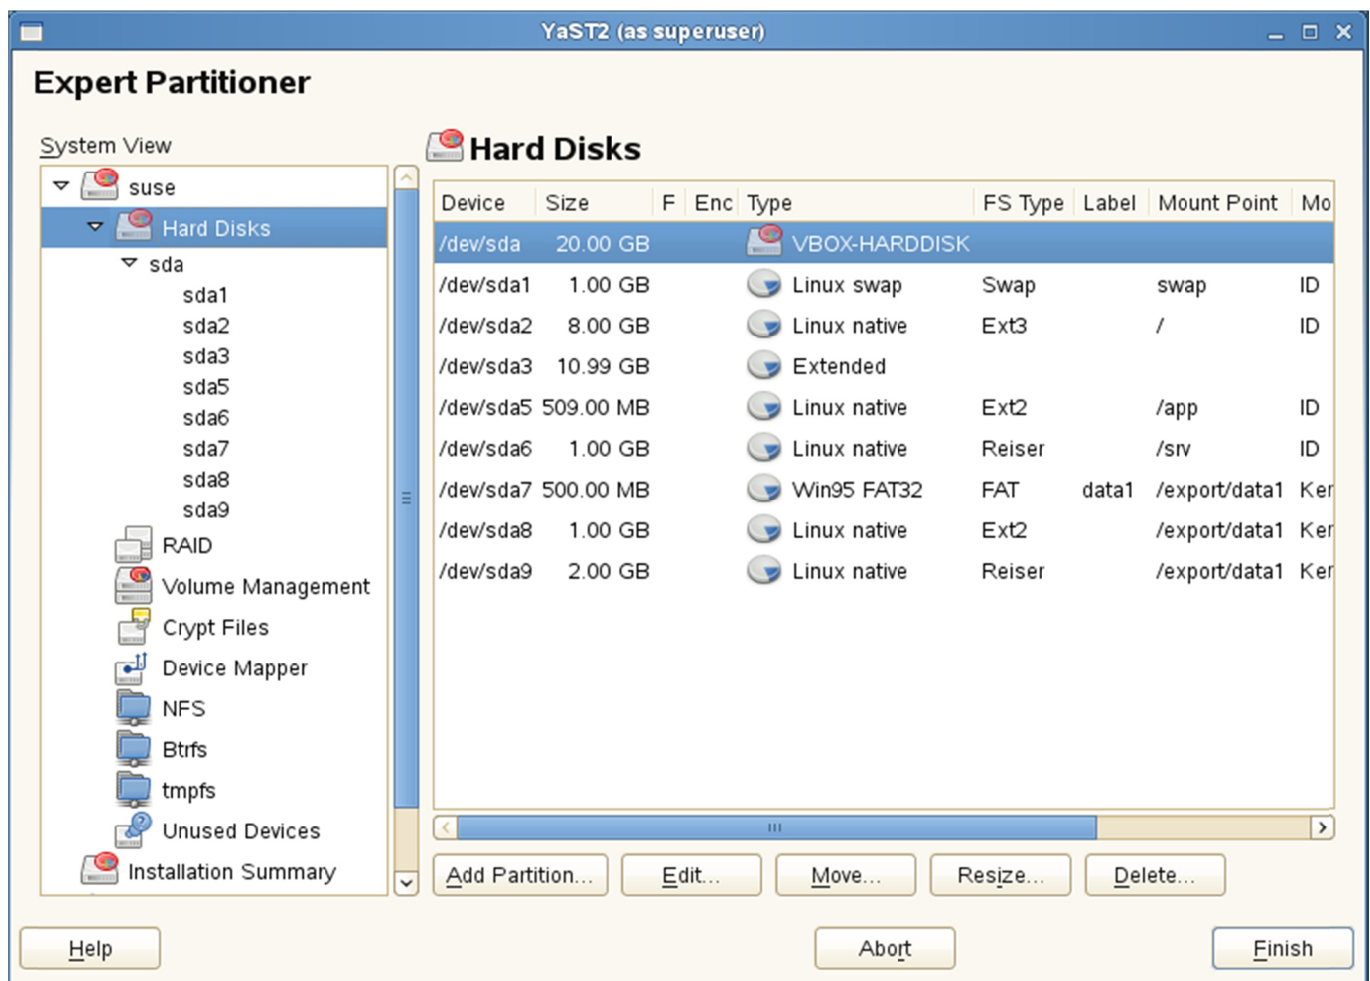 YaST2 (as superuser)
Expert Partitioner
System View
suse
Hard Disks
sda
sda1
sda2
sda3
sda5
sda6
sda7
sda8
sda9
RAID
Volume Management
Crypt Files
Device Mapper
NFS
Btrfs
tmpfs
Unused Devices
Installation Summary
Hard Disks
Device Size F Enc Type FS Type Label Mount Point Mo
/dev/sda 20.00 GB VBOX-HARDDISK
/dev/sda1 1.00 GB Linux swap Swap swap ID
/dev/sda2 8.00 GB Linux native Ext3 / ID
/dev/sda3 10.99 GB Extended
/dev/sda5 509.00 MB Linux native Ext2 /app ID
/dev/sda6 1.00 GB Linux native Reiser /srv ID
/dev/sda7 500.00 MB Win95 FAT32 FAT data1 /export/data1 Ker
/dev/sda8 1.00 GB Linux native Ext2 /export/data1 Ker
/dev/sda9 2.00 GB Linux native Reiser /export/data1 Ker
Add Partition... Edit... Move... Resize... Delete...
Help Abort Finish